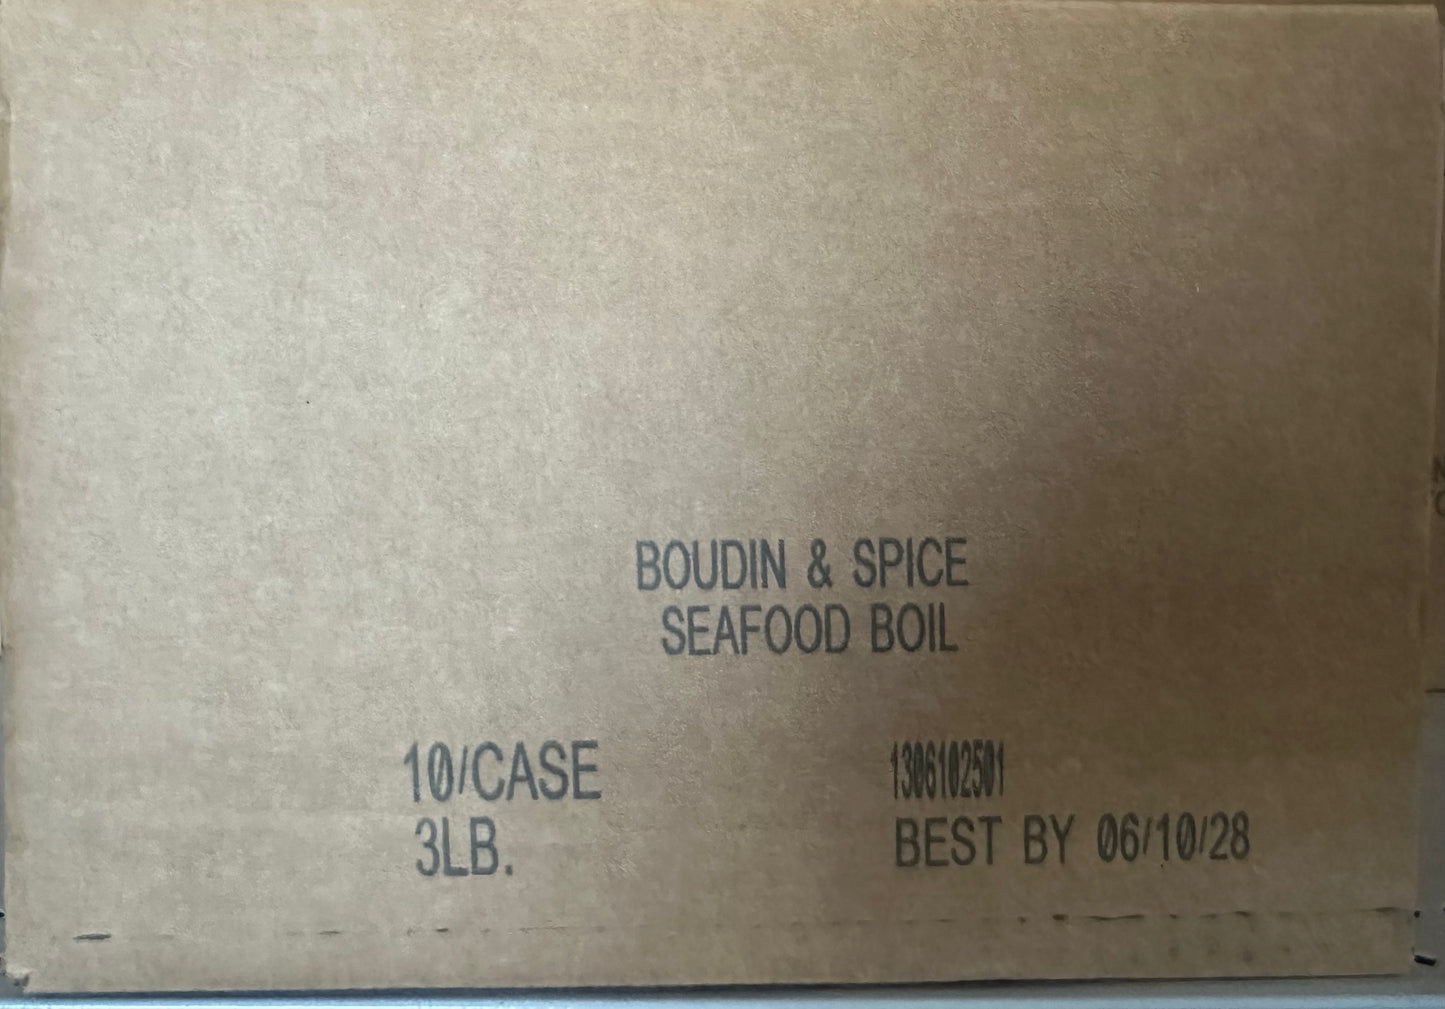 BOUDIN & SPICE
SEAFOOD BOIL
10/CASE
3LB.
1306102501
BEST BY 06/10/28